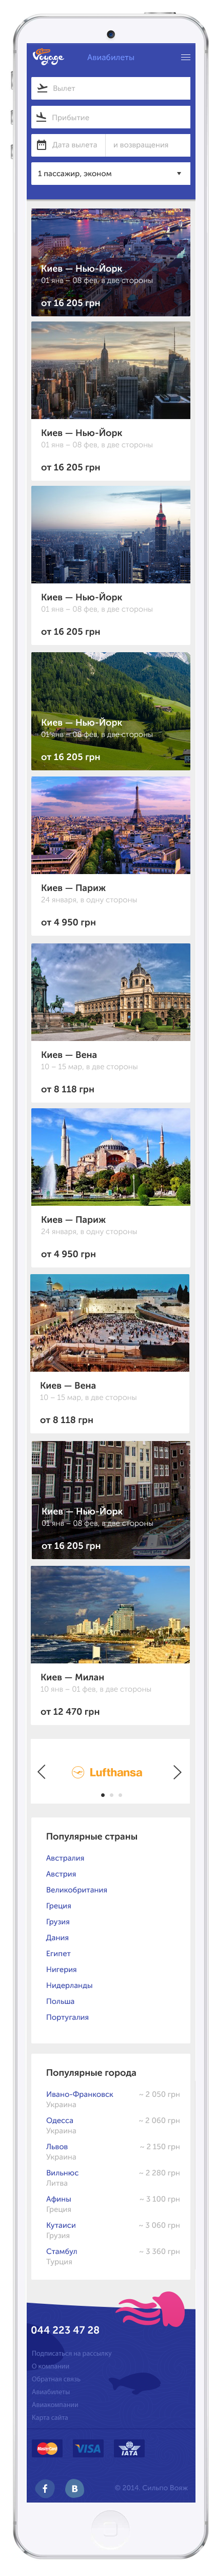 Voyage
Авиабилеты
Вылет
Прибытие
Дата вылета
и возвращения
1 пассажир, эконом
Киев — Нью-Йорк
01 янв – 08 фев, в две стороны
от 16 205 грн
Киев — Нью-Йорк
01 янв – 08 фев, в две стороны
от 16 205 грн
Киев — Нью-Йорк
01 янв – 08 фев, в две стороны
от 16 205 грн
Киев — Нью-Йорк
01 янв – 08 фев, в две стороны
от 16 205 грн
Киев — Париж
24 января, в одну стороны
от 4 950 грн
Киев — Вена
10 – 15 мар, в две стороны
от 8 118 грн
Киев — Париж
24 января, в одну стороны
от 4 950 грн
Киев — Вена
10 – 15 мар, в две стороны
от 8 118 грн
Киев — Нью-Йорк
01 янв – 08 фев, в две стороны
от 16 205 грн
Киев — Милан
10 янв – 01 фев, в две стороны
от 12 470 грн
Lufthansa
Популярные страны
Австралия
Австрия
Великобритания
Греция
Грузия
Дания
Египет
Нигерия
Нидерланды
Польша
Португалия
Популярные города
Ивано-Франковск ~ 2 050 грн
Украина
Одесса ~ 2 060 грн
Украина
Львов ~ 2 150 грн
Украина
Вильнюс ~ 2 280 грн
Литва
Афины ~ 3 100 грн
Греция
Кутаиси ~ 3 060 грн
Грузия
Стамбул ~ 3 360 грн
Турция
044 223 47 28
Подписаться на рассылку
О компании
Обратная связь
Авиабилеты
Авиакомпании
Карта сайта
MasterCard
VISA
IATA
© 2014. Сильпо Вояж